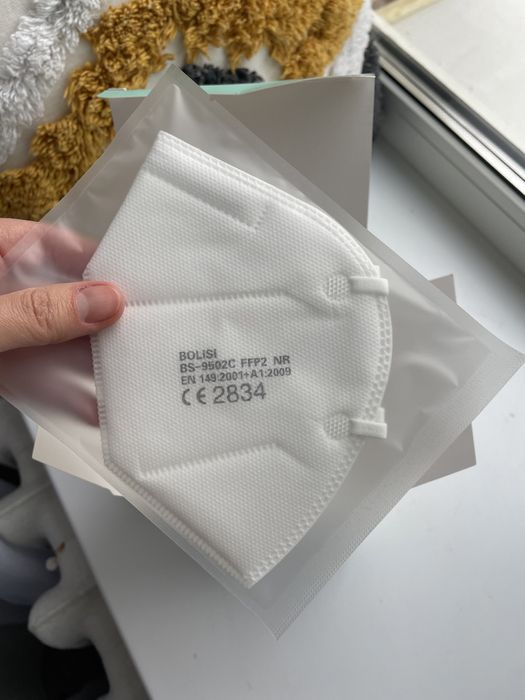 BOLISI
BS-9502C FFP2 NR
EN 149:2001+A1:2009
CE 2834